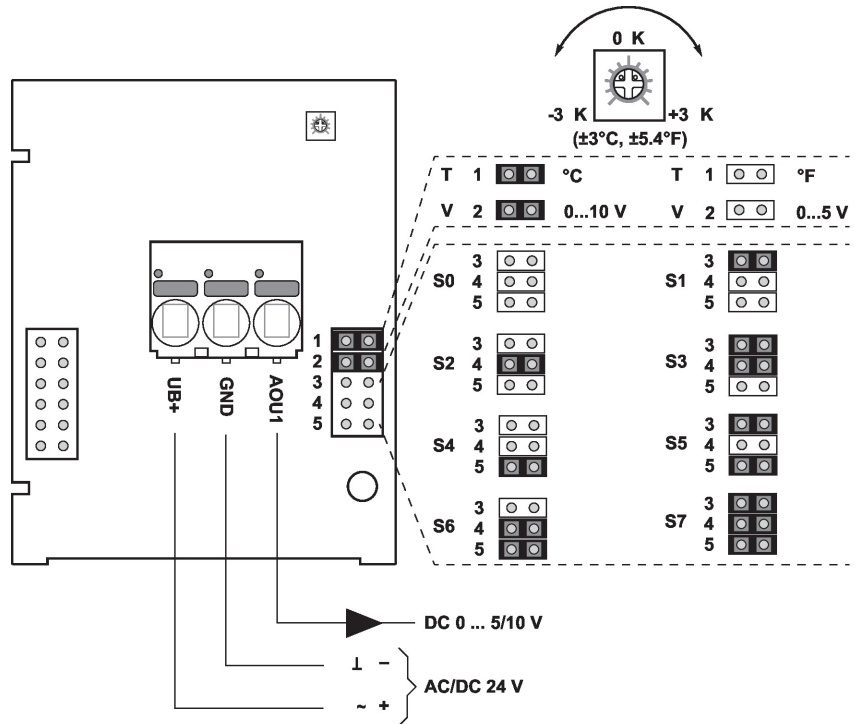 0 K
-3 K +3 K
(±3°C, ±5.4°F)
T 1 °C T 1 °F
V 2 0...10 V V 2 0...5 V
S0 3 4 5 S1 3 4 5
S2 3 4 5 S3 3 4 5
S4 3 4 5 S5 3 4 5
S6 3 4 5 S7 3 4 5
1
2
3
4
5
UB+ GND AOU1
DC 0 ... 5/10 V
⊥ −
AC/DC 24 V
~ +